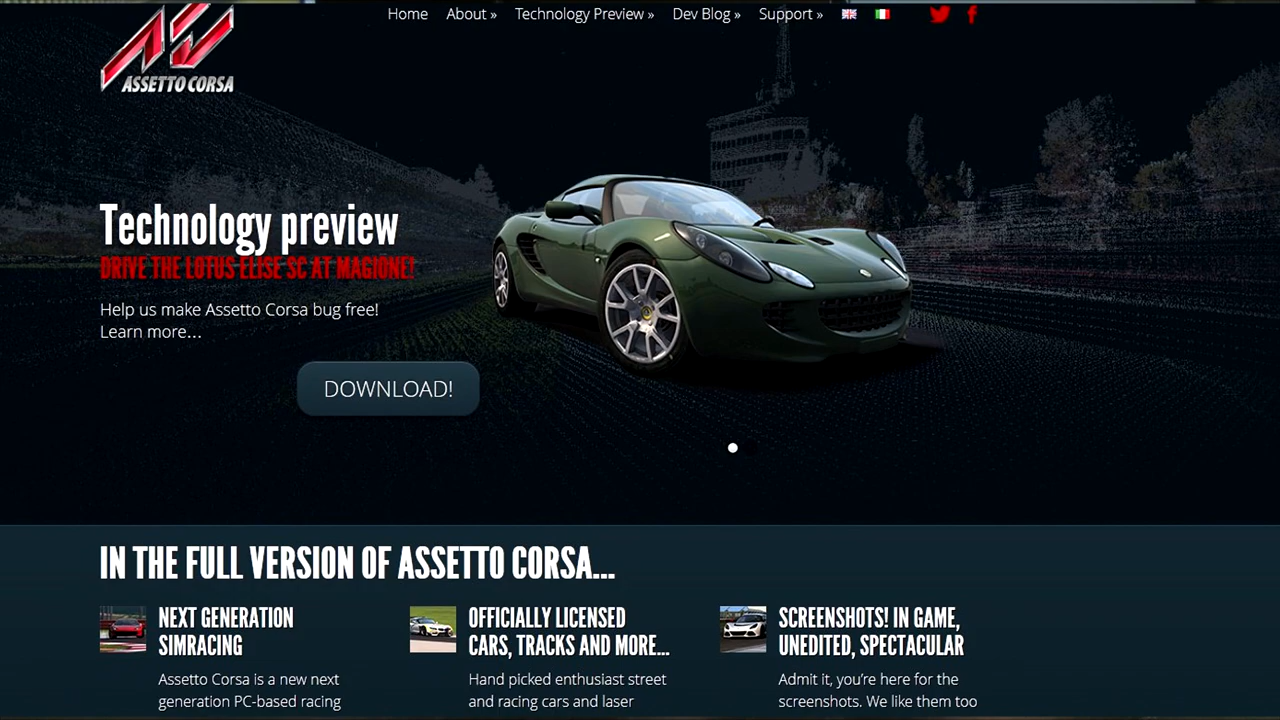 Home About » Technology Preview » Dev Blog » Support »
ASSETTO CORSA
Technology preview
DRIVE THE LOTUS ELISE SC AT MAGIONE!
Help us make Assetto Corsa bug free!
Learn more...
DOWNLOAD!
IN THE FULL VERSION OF ASSETTO CORSA...
NEXT GENERATION
SIMRACING
Assetto Corsa is a new next
generation PC-based racing
OFFICIALLY LICENSED
CARS, TRACKS AND MORE...
Hand picked enthusiast street
and racing cars and laser
SCREENSHOTS! IN GAME,
UNEDITED, SPECTACULAR
Admit it, you're here for the
screenshots. We like them too